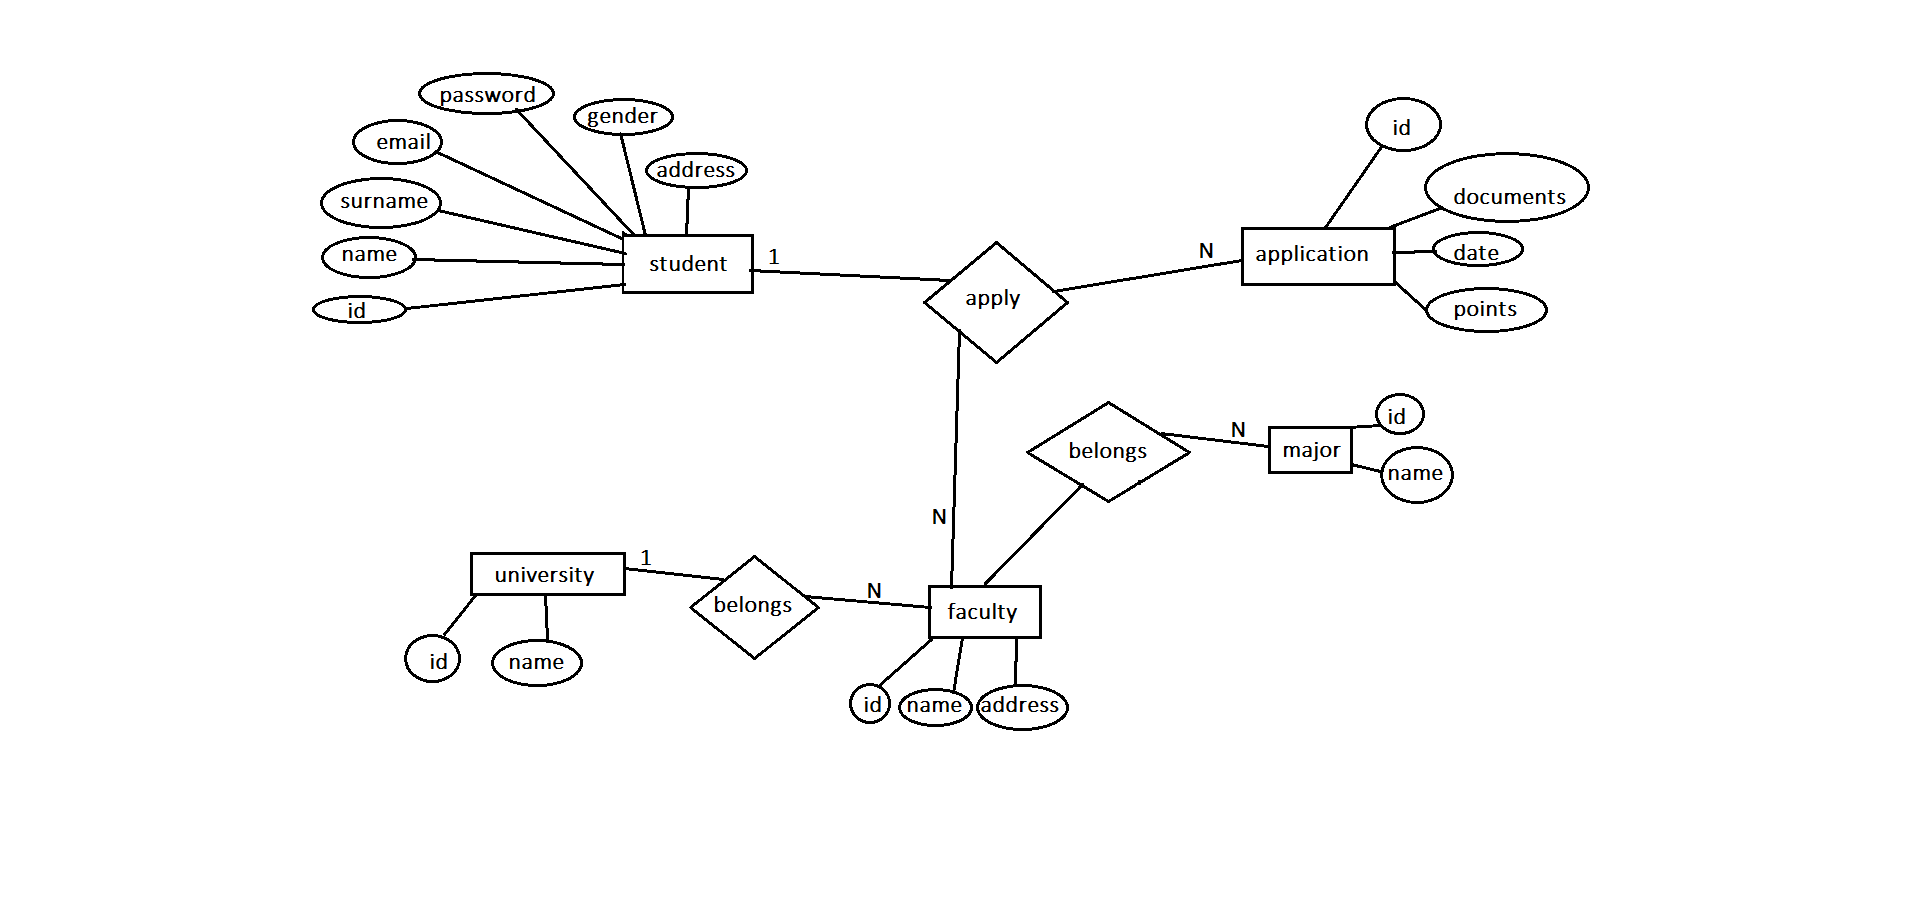 password
gender
email
address
surname
name
id
student
1
apply
N
application
id
documents
date
points
belongs
N
major
id
name
N
university
1
belongs
N
faculty
id
name
id
name
address